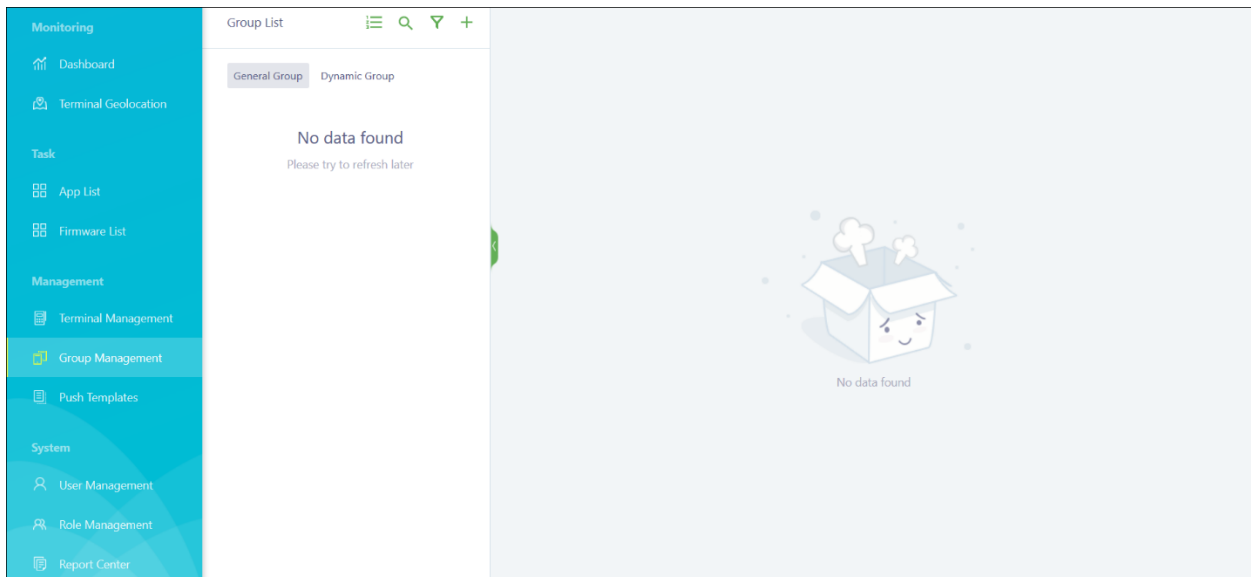 Monitoring
Dashboard
Terminal Geolocation
Task
App List
Firmware List
Management
Terminal Management
Group Management
Push Templates
System
User Management
Role Management
Report Center
Group List
General Group Dynamic Group
No data found
Please try to refresh later
No data found